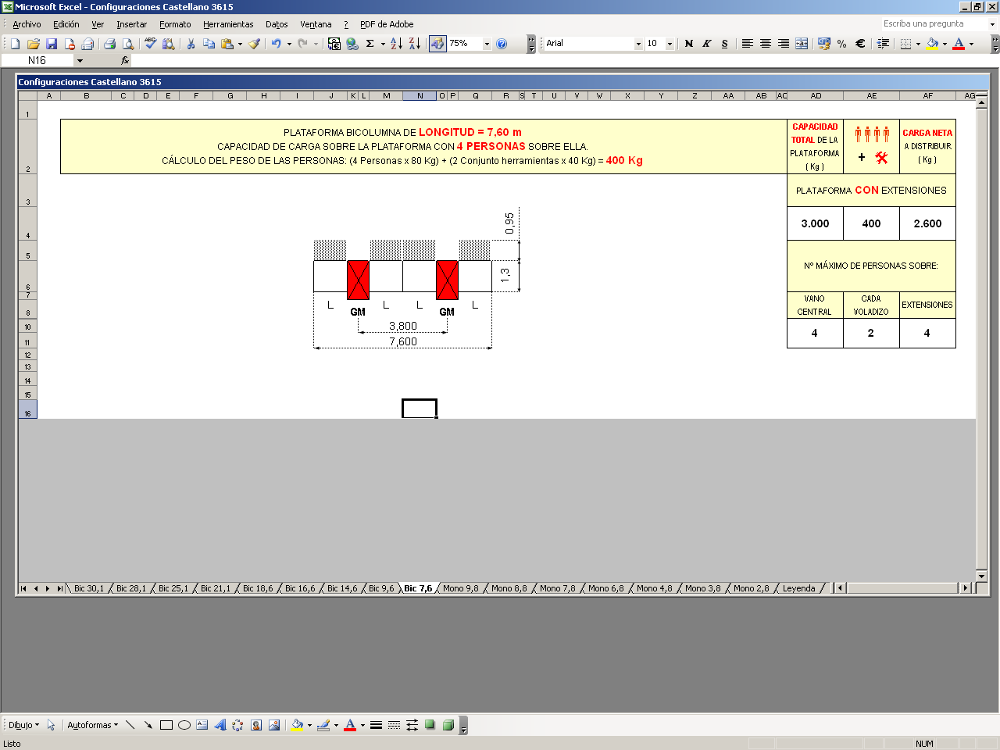 Microsoft Excel - Configuraciones Castellano 3615
Archivo Edición Ver Insertar Formato Herramientas Datos Ventana ? PDF de Adobe Escriba una pregunta
75% Arial 10 N K S % €
N16 fx
Configuraciones Castellano 3615
A B C D E F G H I J K L M N O P Q R S T U V W X Y Z AA AB AC AD AE AF AG
1
2
3
4
5
6
7
8
10
11
12
13
14
15
16
PLATAFORMA BICOLUMNA DE LONGITUD = 7,60 m
CAPACIDAD DE CARGA SOBRE LA PLATAFORMA CON 4 PERSONAS SOBRE ELLA.
CÁLCULO DEL PESO DE LAS PERSONAS: (4 Personas x 80 Kg) + (2 Conjunto herramientas x 40 Kg) = 400 Kg
CAPACIDAD
TOTAL DE LA
PLATAFORMA
( Kg )
+
CARGA NETA
A DISTRIBUIR
( Kg )
PLATAFORMA CON EXTENSIONES
3.000 400 2.600
Nº MÁXIMO DE PERSONAS SOBRE:
VANO
CENTRAL
CADA
VOLADIZO
EXTENSIONES
4 2 4
0,95
1,3
L L L L
GM GM
3,800
7,600
Bic 30,1 Bic 28,1 Bic 25,1 Bic 21,1 Bic 18,6 Bic 16,6 Bic 14,6 Bic 9,6 Bic 7,6 Mono 9,8 Mono 8,8 Mono 7,8 Mono 6,8 Mono 4,8 Mono 3,8 Mono 2,8 Leyenda
Dibujo Autoformas
Listo NUM